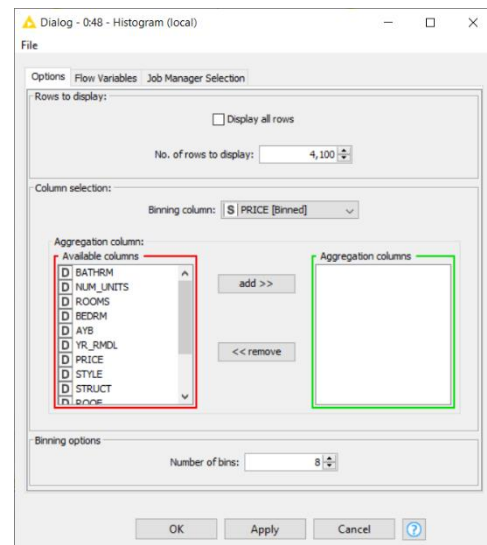 Dialog - 0:48 - Histogram (local)
File
Options Flow Variables Job Manager Selection
Rows to display:
Display all rows
No. of rows to display: 4,100
Column selection:
Binning column: S PRICE [Binned]
Aggregation column:
Available columns
Aggregation columns
D BATHRM
D NUM_UNITS
D ROOMS
D BEDRM
D AYB
D YR_RMDL
D PRICE
D STYLE
D STRUCT
D ROOF
add >>
<< remove
Binning options
Number of bins: 8
OK Apply Cancel ?